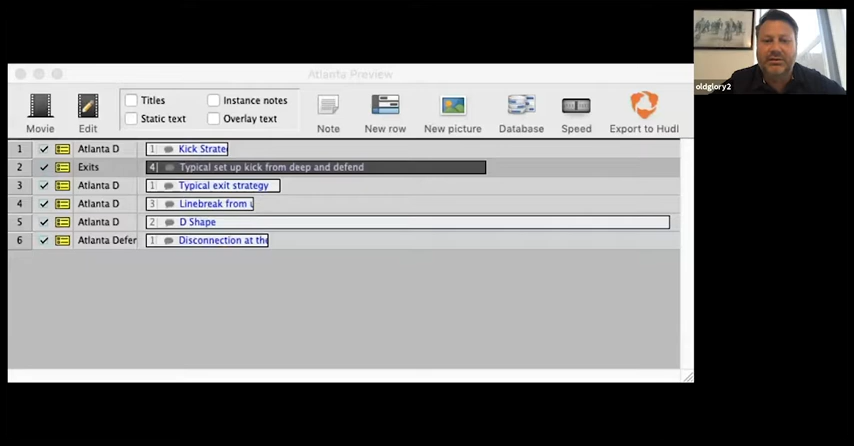 Atlanta Preview
Titles
Instance notes
Static text
Overlay text
Movie
Edit
Note
New row
New picture
Database
Speed
Export to Hudl
1 Atlanta D 1 Kick Strate
2 Exits 4 Typical set up kick from deep and defend
3 Atlanta D 1 Typical exit strategy
4 Atlanta D 3 Linebreak from
5 Atlanta D 2 D Shape
6 Atlanta Defer 1 Disconnection at the
oldglory2